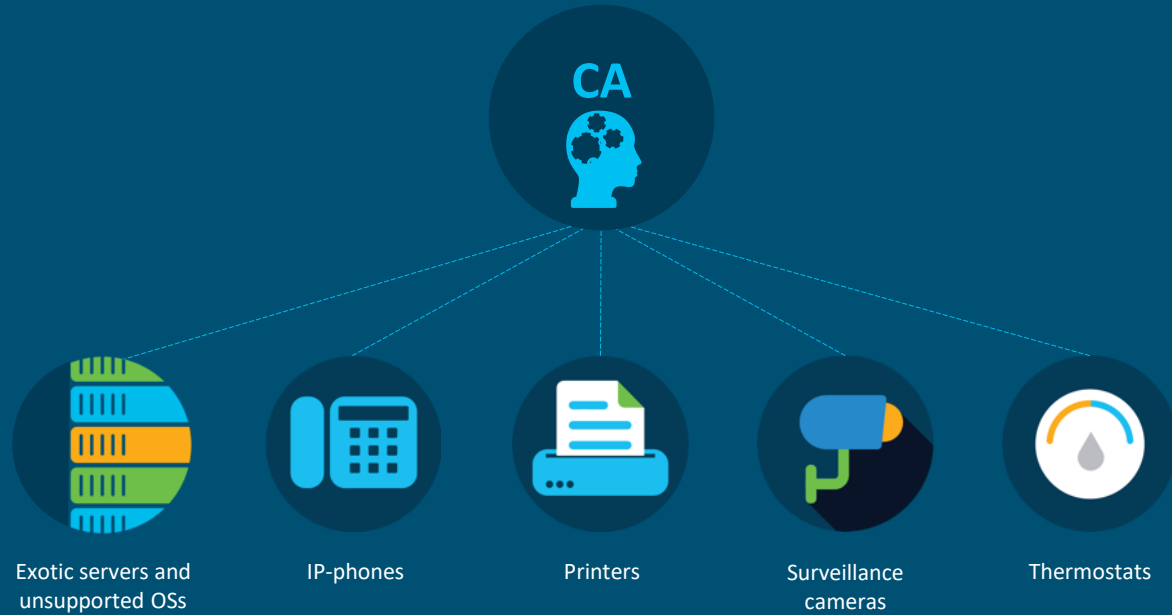 CA
Exotic servers and
unsupported OSs
IP-phones
Printers
Surveillance
cameras
Thermostats